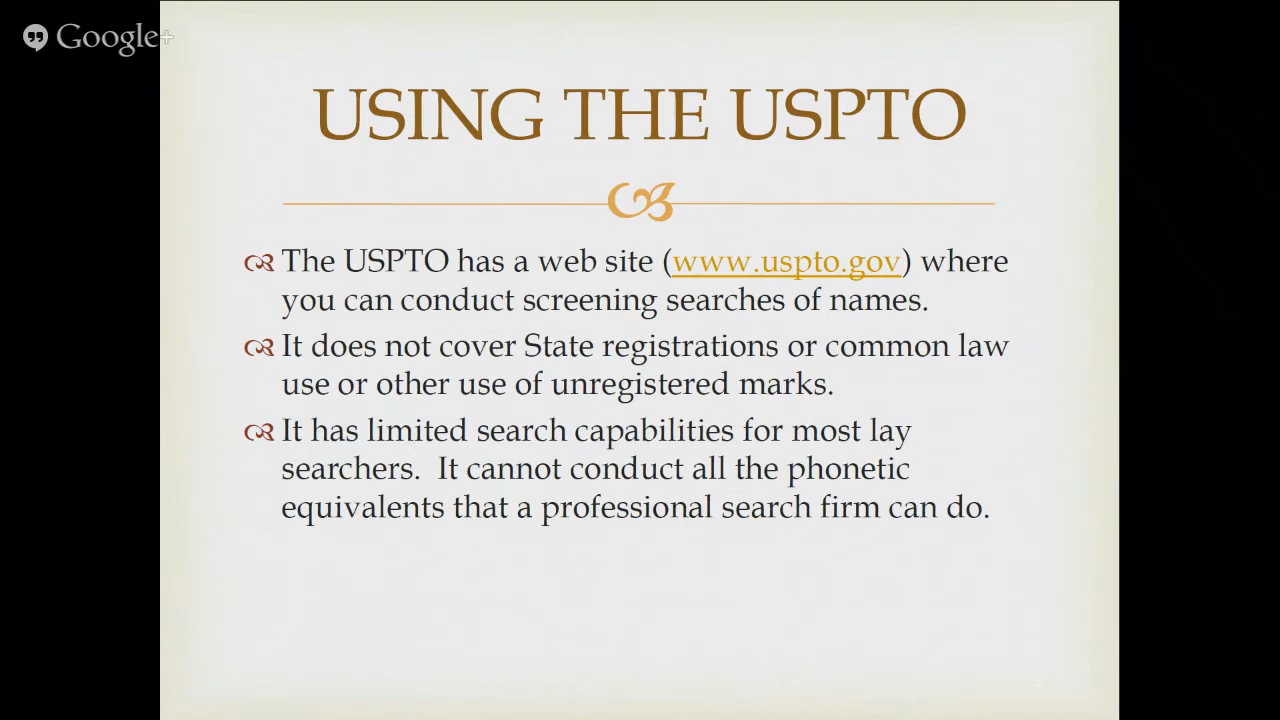 Google+
USING THE USPTO
The USPTO has a web site (www.uspto.gov) where
you can conduct screening searches of names.
It does not cover State registrations or common law
use or other use of unregistered marks.
It has limited search capabilities for most lay
searchers.  It cannot conduct all the phonetic
equivalents that a professional search firm can do.